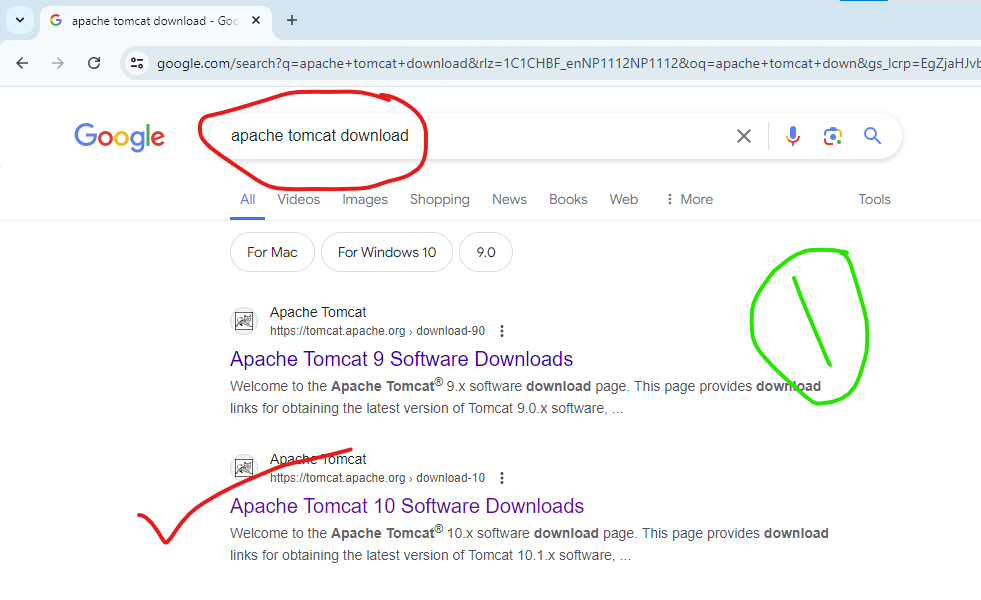 apache tomcat download - Goo
google.com/search?q=apache+tomcat+download&rlz=1C1CHBF_enNP1112NP1112&oq=apache+tomcat+down&gs_lcrp=EgZjaHJvb
Google
apache tomcat download
All Videos Images Shopping News Books Web More Tools
For Mac For Windows 10 9.0
Apache Tomcat
https://tomcat.apache.org › download-90
Apache Tomcat 9 Software Downloads
Welcome to the Apache Tomcat® 9.x software download page. This page provides download
links for obtaining the latest version of Tomcat 9.0.x software, ...
Apache Tomcat
https://tomcat.apache.org › download-10
Apache Tomcat 10 Software Downloads
Welcome to the Apache Tomcat® 10.x software download page. This page provides download
links for obtaining the latest version of Tomcat 10.1.x software, ...